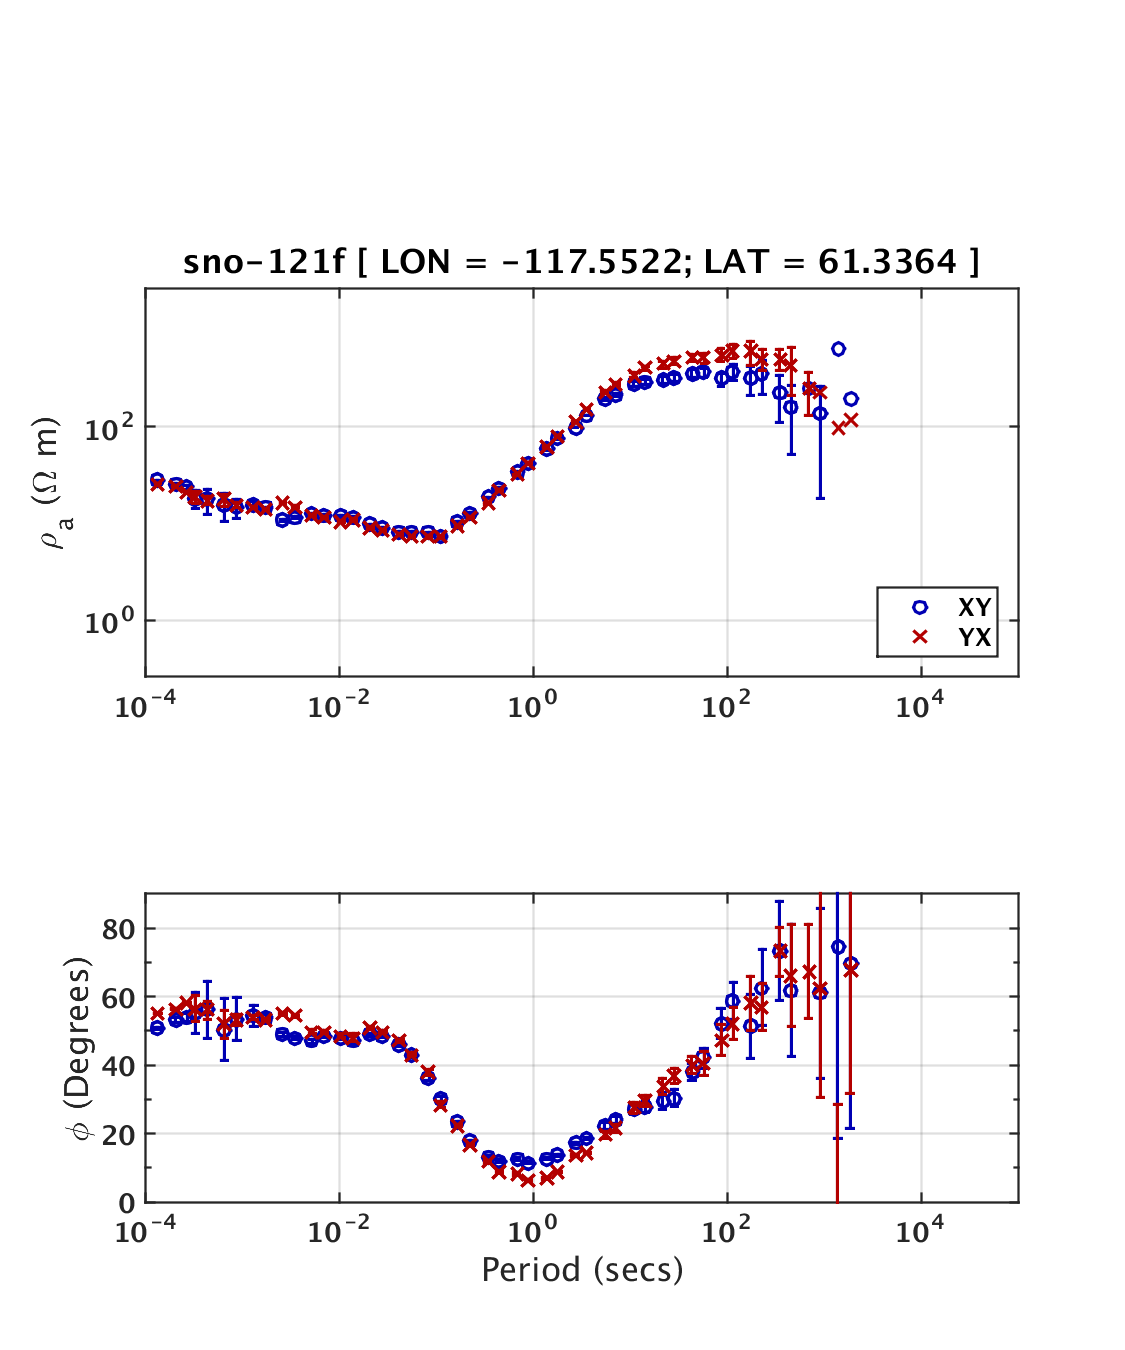 sno-121f [ LON = -117.5522; LAT = 61.3364 ]
ρa (Ω m)
10^2
10^0
XY
YX
10^-4 10^-2 10^0 10^2 10^4
ϕ (Degrees)
80
60
40
20
0
10^-4 10^-2 10^0 10^2 10^4
Period (secs)